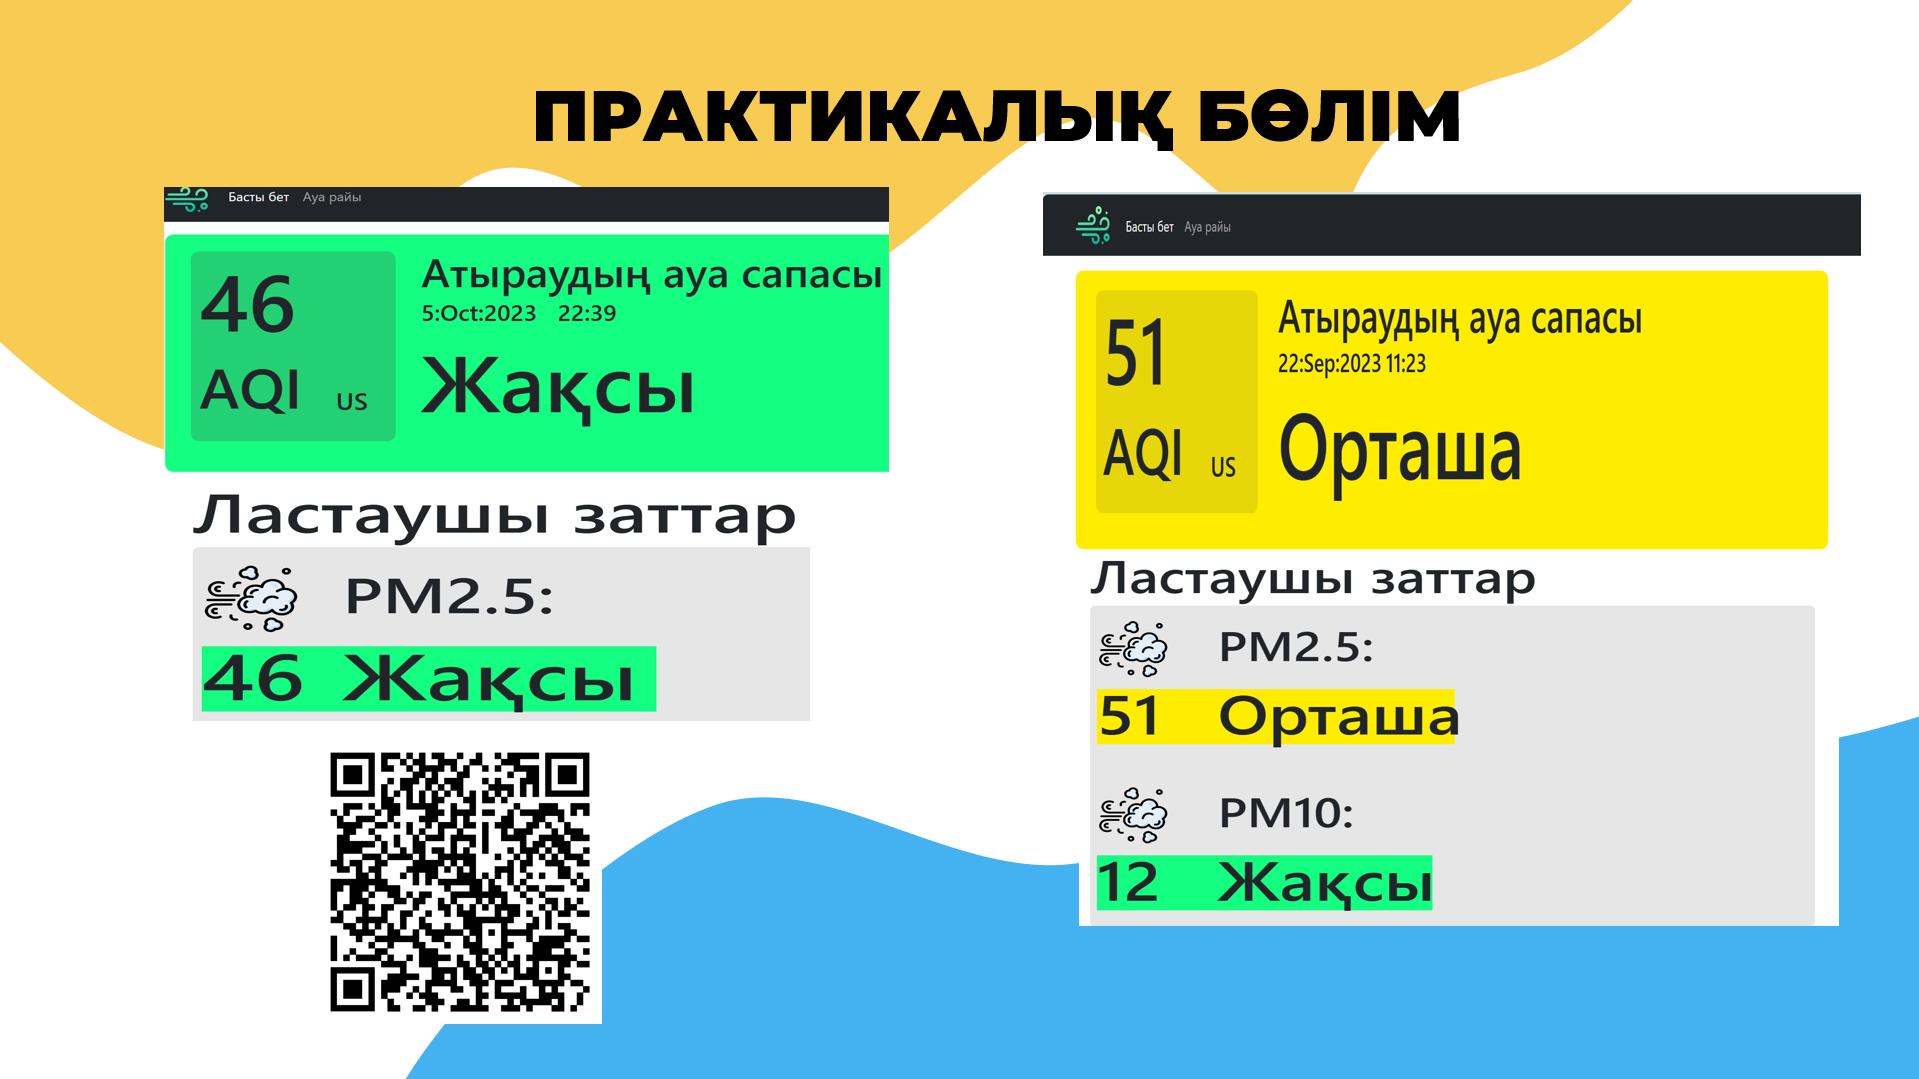 ПРАКТИКАЛЫҚ БӨЛІМ
Басты бет Ауа райы
46
AQI US
Атыраудың ауа сапасы
5:Oct:2023 22:39
Жақсы
Ластаушы заттар
PM2.5:
46 Жақсы
Басты бет Ауа райы
51
AQI US
Атыраудың ауа сапасы
22:Sep:2023 11:23
Орташа
Ластаушы заттар
PM2.5:
51 Орташа
PM10:
12 Жақсы